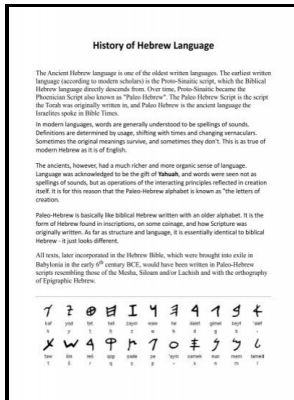 History of Hebrew Language
The Ancient Hebrew language is one of the oldest written languages. The earliest written
language (according to modern scholars) is the Proto-Sinaitic script, which the Biblical
Hebrew language directly descends from. Over time, Proto-Sinaitic became the
Phoenician Script also known as "Paleo Hebrew". The Paleo Hebrew Script is the script
the Torah was originally written in, and Paleo Hebrew is the ancient language the
Israelites spoke in Bible Times.
In modern languages, words are generally understood to be spellings of sounds.
Definitions are determined by usage, shifting with times and changing vernaculars.
Sometimes the original meanings survive, and sometimes they don't. This is as true of
modern Hebrew as it is of English.
The ancients, however, had a much richer and more organic sense of language.
Language was acknowledged to be the gift of Yahuah, and words were seen not as
spellings of sounds, but as operations of the interacting principles reflected in creation
itself. It is for this reason that the Paleo-Hebrew alphabet is known as "the letters of
creation.
Paleo-Hebrew is basically like biblical Hebrew written with an older alphabet. It is the
form of Hebrew found in inscriptions, on some coinage, and how Scripture was
originally written. As far as structure and language, it is essentially identical to biblical
Hebrew - it just looks different.
All texts, later incorporated in the Hebrew Bible, which were brought into exile in
Babylonia in the early 6th century BCE, would have been written in Paleo-Hebrew
scripts resembling those of the Mesha, Siloam and/or Lachish and with the orthography
of Epigraphic Hebrew.